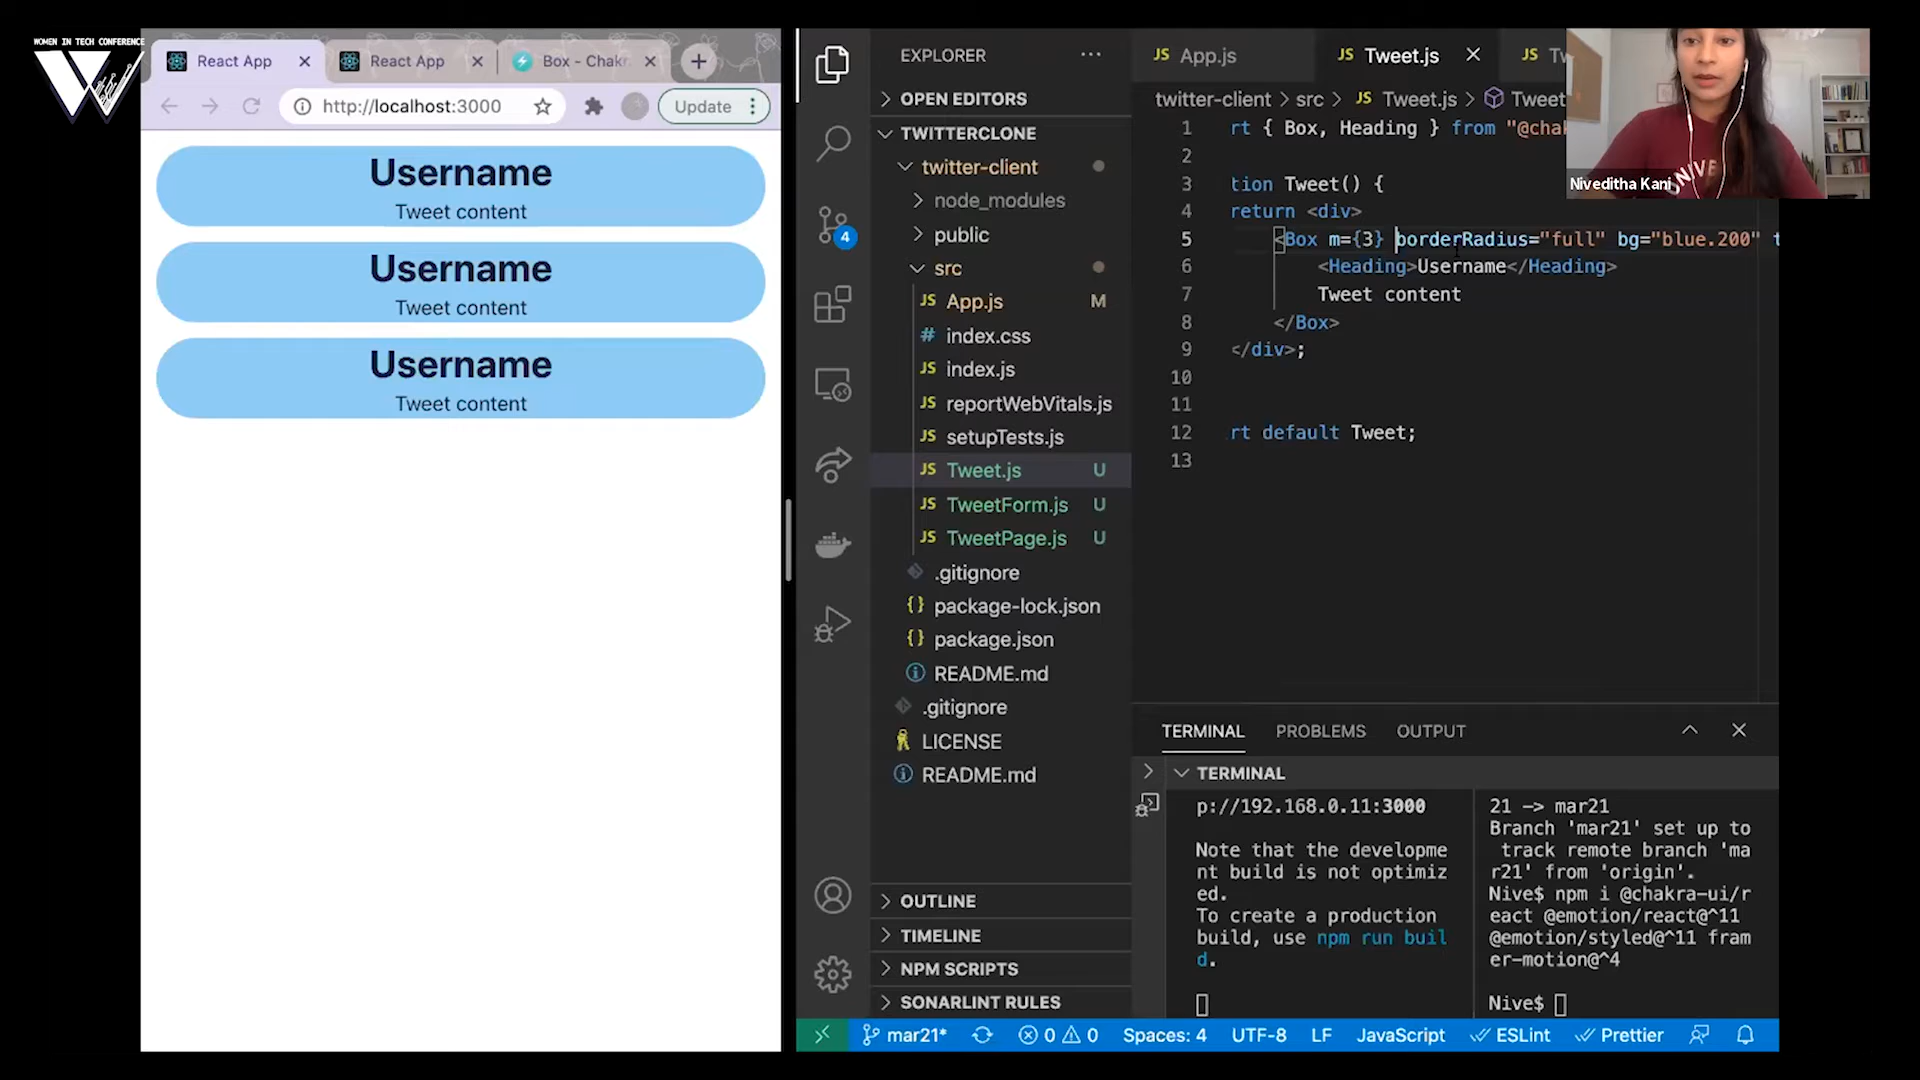 WOMEN IN TECH CONFERENCE
React App
React App
Box - Chakr
http://localhost:3000
Update
Username
Tweet content
Username
Tweet content
Username
Tweet content
EXPLORER
OPEN EDITORS
TWITTERCLONE
twitter-client
node_modules
public
src
JS App.js M
# index.css
JS index.js
JS reportWebVitals.js
JS setupTests.js
JS Tweet.js U
JS TweetForm.js U
JS TweetPage.js U
.gitignore
{} package-lock.json
{} package.json
README.md
.gitignore
LICENSE
README.md
OUTLINE
TIMELINE
NPM SCRIPTS
SONARLINT RULES
4
JS App.js
JS Tweet.js
JS Tw
twitter-client > src > JS Tweet.js > Tweet
1 rt { Box, Heading } from "@chak
2
3 tion Tweet() {
4 return <div>
5 <Box m={3} borderRadius="full" bg="blue.200" t
6 <Heading>Username</Heading>
7 Tweet content
8 </Box>
9 </div>;
10
11
12 rt default Tweet;
13
Niveditha Kani
UNIVE
TERMINAL
PROBLEMS
OUTPUT
TERMINAL
p://192.168.0.11:3000
Note that the developme
nt build is not optimiz
ed.
To create a production
build, use npm run buil
d.
21 -> mar21
Branch 'mar21' set up to
track remote branch 'ma
r21' from 'origin'.
Nive$ npm i @chakra-ui/r
eact @emotion/react@^11
@emotion/styled@^11 fram
er-motion@^4
Nive$
mar21*
0
0
Spaces: 4
UTF-8
LF
JavaScript
ESLint
Prettier